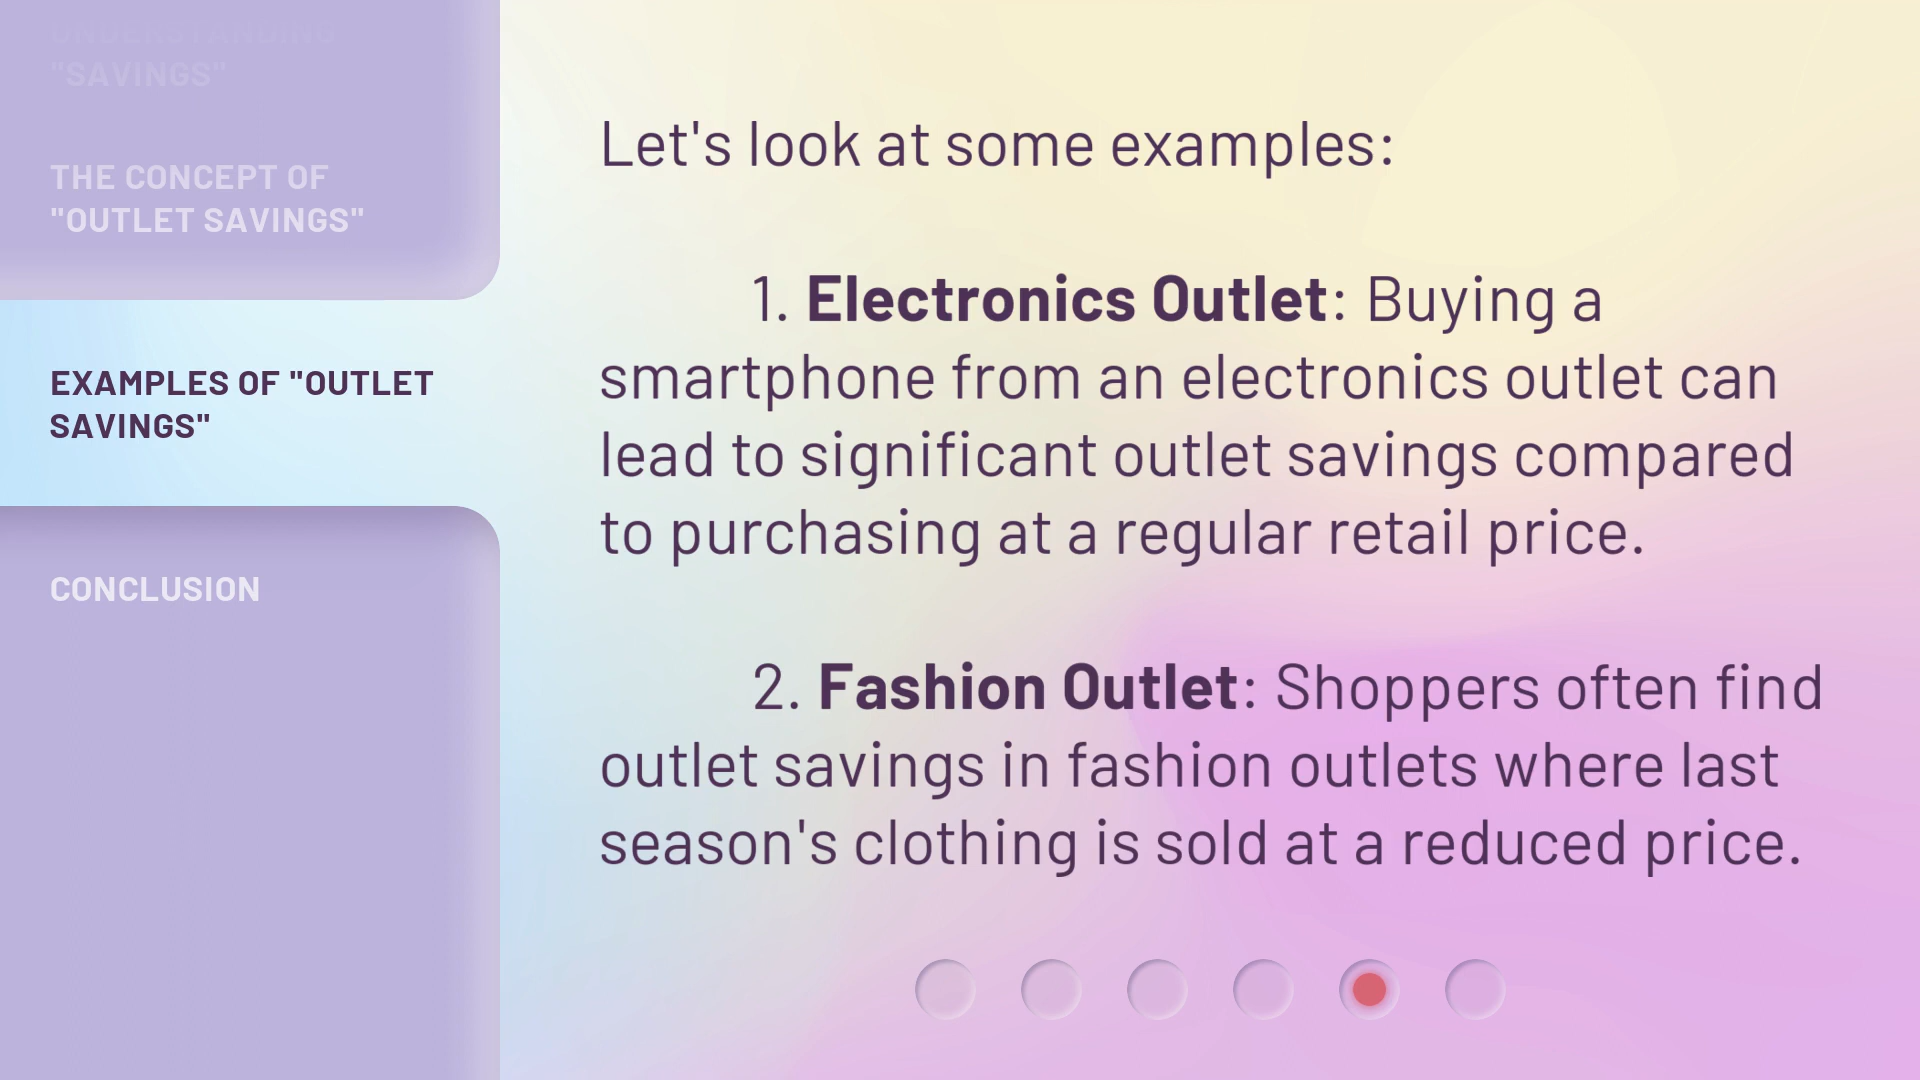 UNDERSTANDING
"SAVINGS"
THE CONCEPT OF
"OUTLET SAVINGS"
EXAMPLES OF "OUTLET
SAVINGS"
CONCLUSION
Let's look at some examples:
1. Electronics Outlet: Buying a
smartphone from an electronics outlet can
lead to significant outlet savings compared
to purchasing at a regular retail price.
2. Fashion Outlet: Shoppers often find
outlet savings in fashion outlets where last
season's clothing is sold at a reduced price.